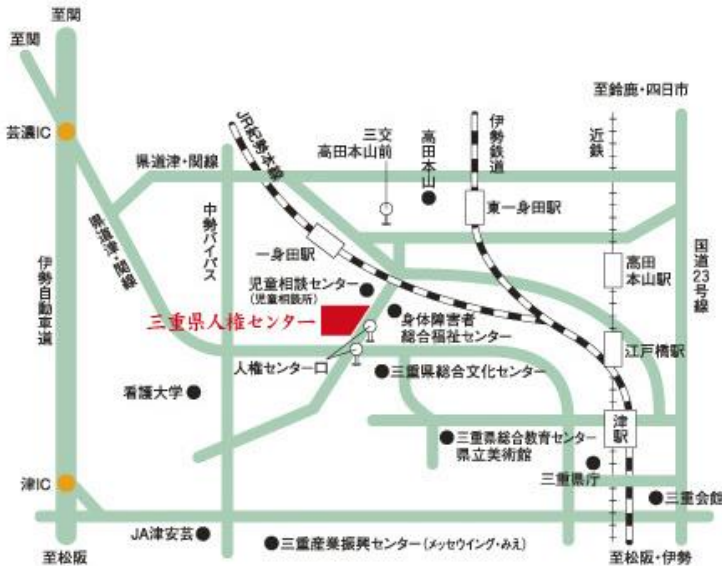 至関
至関
至鈴鹿・四日市
芸濃IC
JR紀勢本線
三交
高田本山前
高田本山
伊勢鉄道
近鉄
県道津・関線
中勢バイパス
東一身田駅
県道津・関線
一身田駅
国道23号線
伊勢自動車道
高田
本山駅
児童相談センター
(児童相談所)
三重県人権センター
身体障害者
総合福祉センター
江戸橋駅
人権センター口
三重県総合文化センター
看護大学
津駅
三重県総合教育センター
県立美術館
三重県庁
津IC
三重会館
JA津安芸
三重産業振興センター(メッセウイング・みえ)
至松阪
至松阪・伊勢